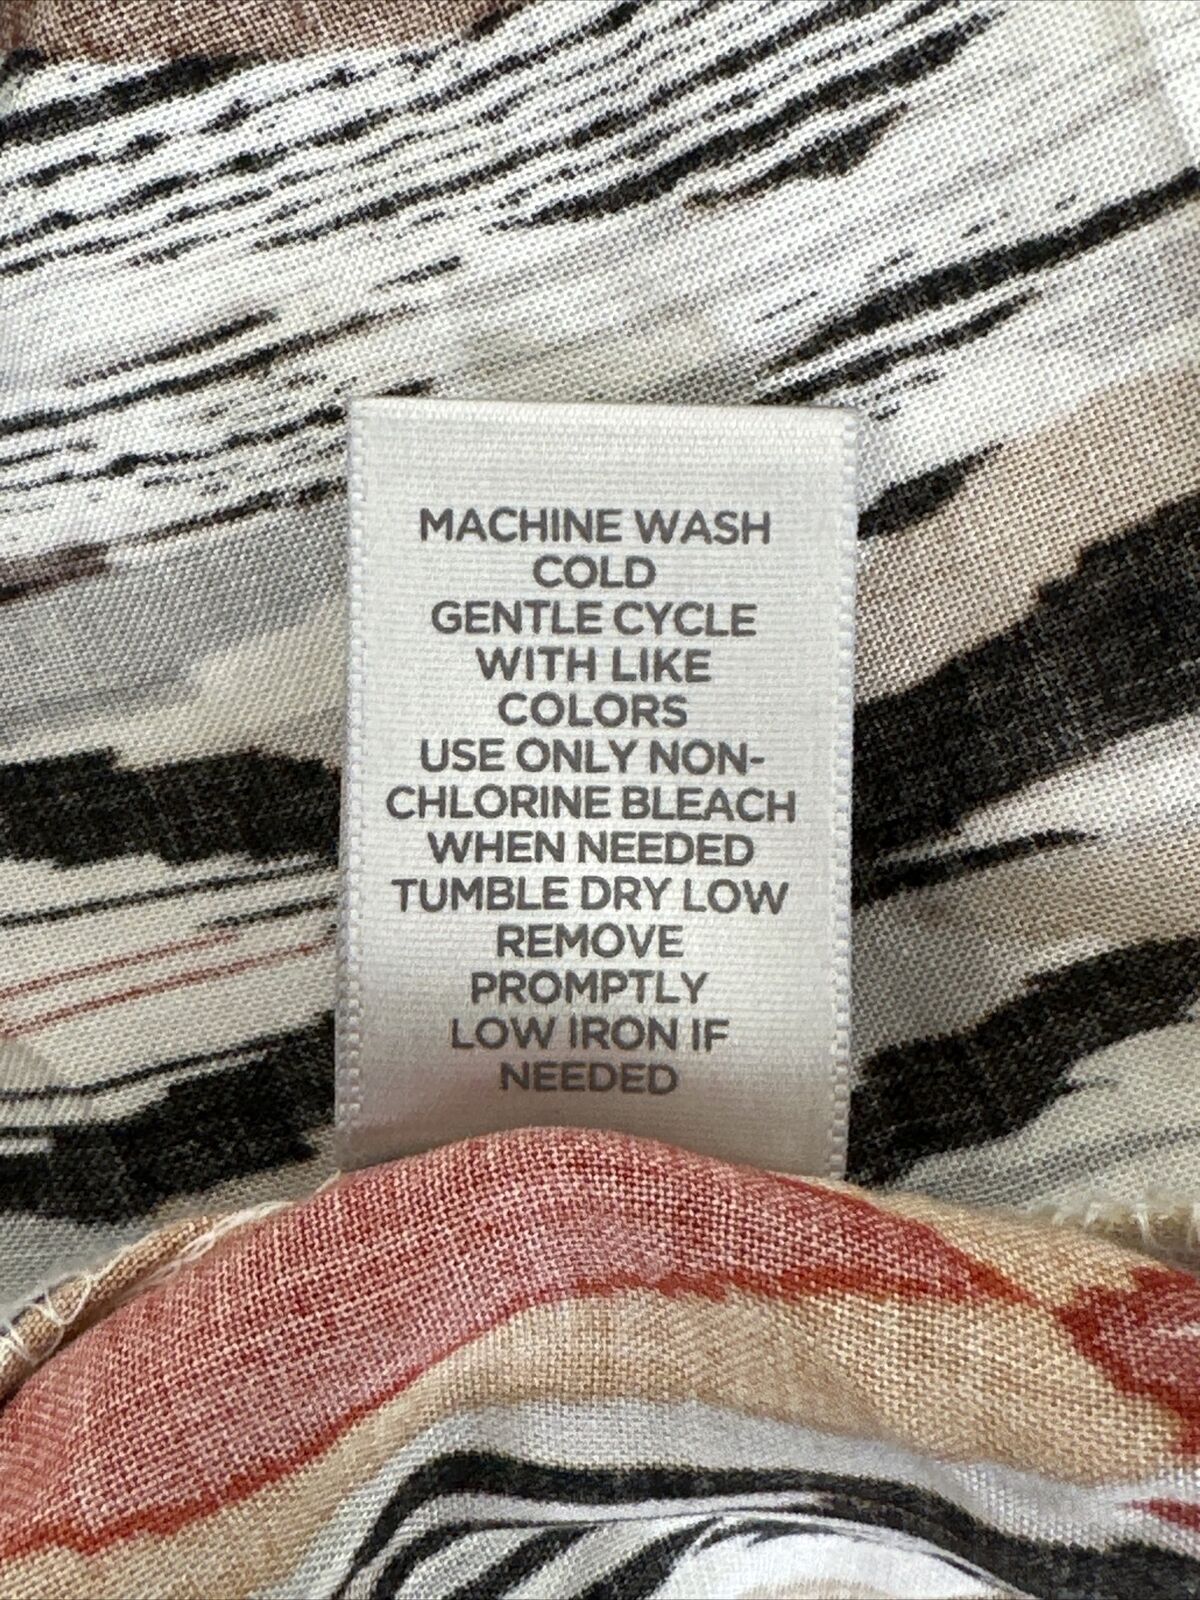 MACHINE WASH
COLD
GENTLE CYCLE
WITH LIKE
COLORS
USE ONLY NON-
CHLORINE BLEACH
WHEN NEEDED
TUMBLE DRY LOW
REMOVE
PROMPTLY
LOW IRON IF
NEEDED